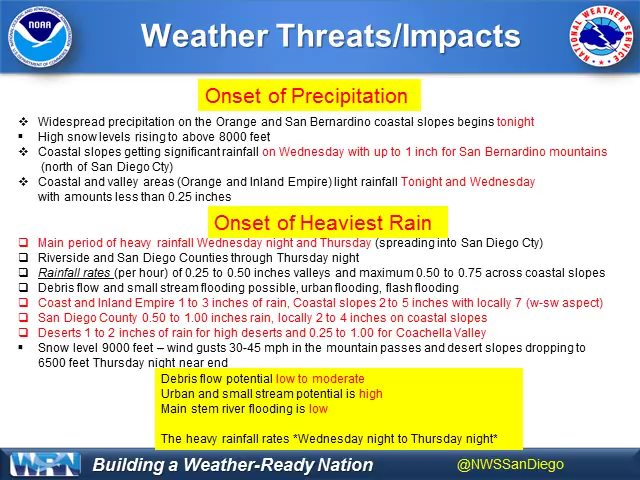 NOAA
Weather Threats/Impacts
NATIONAL WEATHER SERVICE
Onset of Precipitation
❖ Widespread precipitation on the Orange and San Bernardino coastal slopes begins tonight
▪ High snow levels rising to above 8000 feet
❖ Coastal slopes getting significant rainfall on Wednesday with up to 1 inch for San Bernardino mountains
(north of San Diego Cty)
❖ Coastal and valley areas (Orange and Inland Empire) light rainfall Tonight and Wednesday
with amounts less than 0.25 inches
Onset of Heaviest Rain
❑ Main period of heavy rainfall Wednesday night and Thursday (spreading into San Diego Cty)
❑ Riverside and San Diego Counties through Thursday night
❑ Rainfall rates (per hour) of 0.25 to 0.50 inches valleys and maximum 0.50 to 0.75 across coastal slopes
❑ Debris flow and small stream flooding possible, urban flooding, flash flooding
❑ Coast and Inland Empire 1 to 3 inches of rain, Coastal slopes 2 to 5 inches with locally 7 (w-sw aspect)
❑ San Diego County 0.50 to 1.00 inches rain, locally 2 to 4 inches on coastal slopes
❑ Deserts 1 to 2 inches of rain for high deserts and 0.25 to 1.00 for Coachella Valley
▪ Snow level 9000 feet – wind gusts 30-45 mph in the mountain passes and desert slopes dropping to
6500 feet Thursday night near end
Debris flow potential low to moderate
Urban and small stream potential is high
Main stem river flooding is low
The heavy rainfall rates *Wednesday night to Thursday night*
WRN
Building a Weather-Ready Nation
@NWSSanDiego